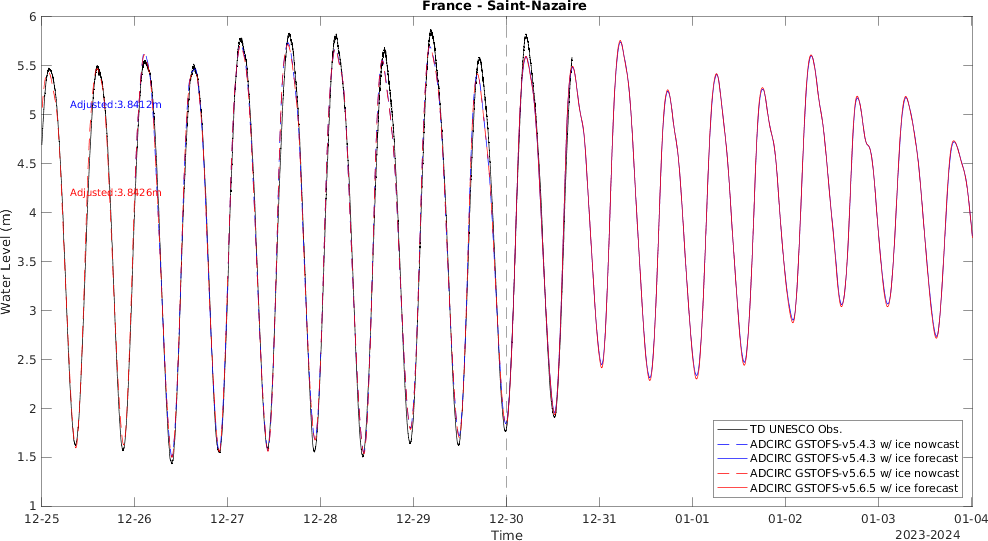 France - Saint-Nazaire
6
5.5
5
4.5
4
3.5
3
2.5
2
1.5
1
Water Level (m)
Adjusted:3.8412m
Adjusted:3.8426m
TD UNESCO Obs.
ADCIRC GSTOFS-v5.4.3 w/ ice nowcast
ADCIRC GSTOFS-v5.4.3 w/ ice forecast
ADCIRC GSTOFS-v5.6.5 w/ ice nowcast
ADCIRC GSTOFS-v5.6.5 w/ ice forecast
12-25 12-26 12-27 12-28 12-29 12-30 12-31 01-01 01-02 01-03 01-04
Time
2023-2024